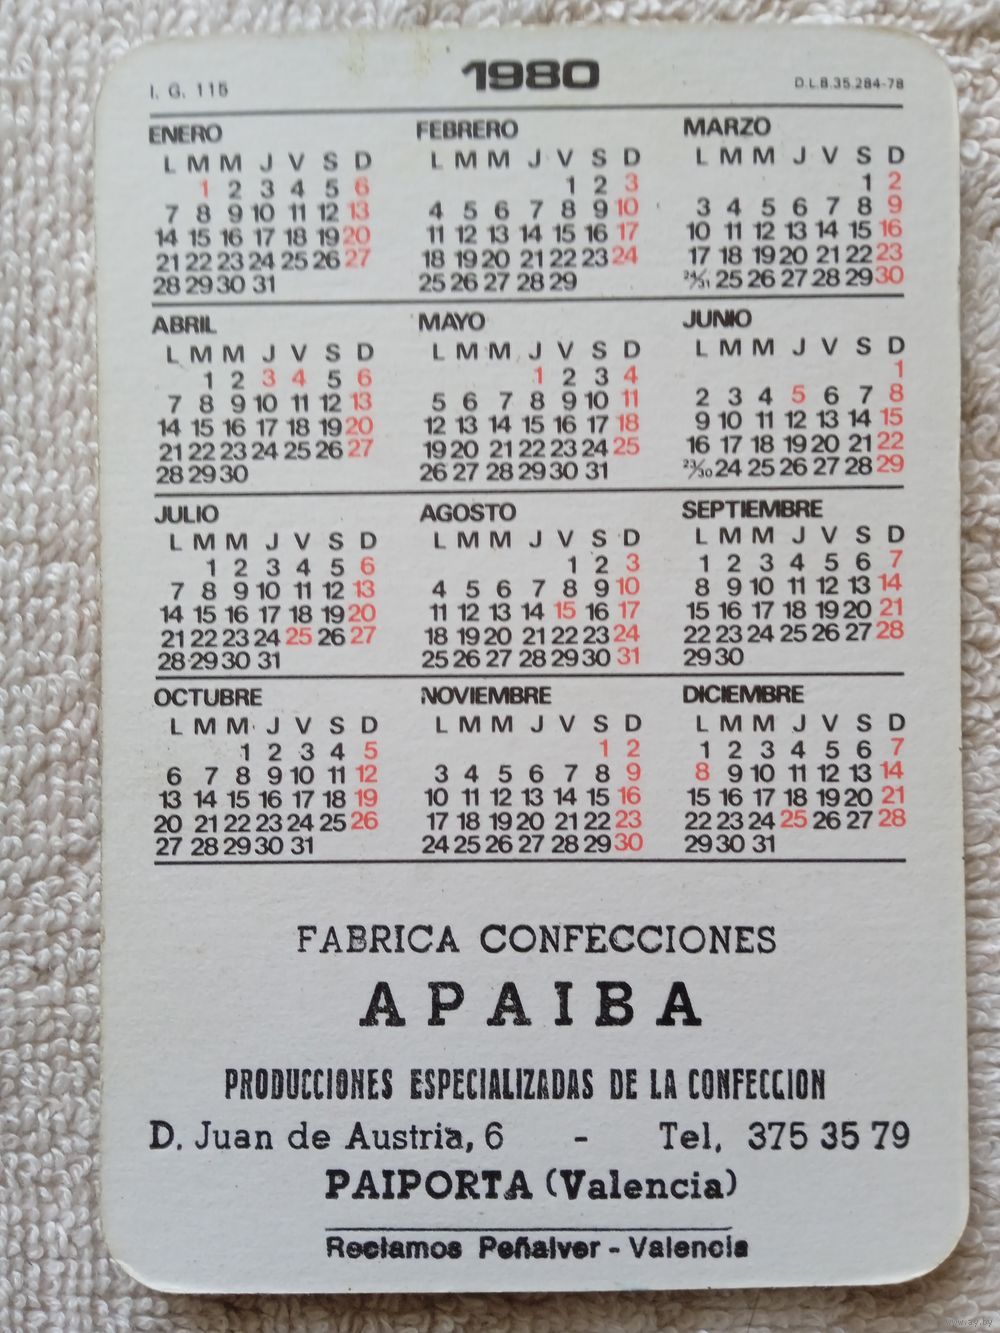 I. G. 115 1980 D.L.B.35.284-78
ENERO FEBRERO MARZO
L M M J V S D L M M J V S D L M M J V S D
1 2 3 4 5 6 1 2 3 1 2
7 8 9 10 11 12 13 4 5 6 7 8 9 10 3 4 5 6 7 8 9
14 15 16 17 18 19 20 11 12 13 14 15 16 17 10 11 12 13 14 15 16
21 22 23 24 25 26 27 18 19 20 21 22 23 24 17 18 19 20 21 22 23
28 29 30 31 25 26 27 28 29 24/31 25 26 27 28 29 30
ABRIL MAYO JUNIO
L M M J V S D L M M J V S D L M M J V S D
1 2 3 4 5 6 1 2 3 4 1
7 8 9 10 11 12 13 5 6 7 8 9 10 11 2 3 4 5 6 7 8
14 15 16 17 18 19 20 12 13 14 15 16 17 18 9 10 11 12 13 14 15
21 22 23 24 25 26 27 19 20 21 22 23 24 25 16 17 18 19 20 21 22
28 29 30 26 27 28 29 30 31 23/30 24 25 26 27 28 29
JULIO AGOSTO SEPTIEMBRE
L M M J V S D L M M J V S D L M M J V S D
1 2 3 4 5 6 1 2 3 1 2 3 4 5 6 7
7 8 9 10 11 12 13 4 5 6 7 8 9 10 8 9 10 11 12 13 14
14 15 16 17 18 19 20 11 12 13 14 15 16 17 15 16 17 18 19 20 21
21 22 23 24 25 26 27 18 19 20 21 22 23 24 22 23 24 25 26 27 28
28 29 30 31 25 26 27 28 29 30 31 29 30
OCTUBRE NOVIEMBRE DICIEMBRE
L M M J V S D L M M J V S D L M M J V S D
1 2 3 4 5 1 2 1 2 3 4 5 6 7
6 7 8 9 10 11 12 3 4 5 6 7 8 9 8 9 10 11 12 13 14
13 14 15 16 17 18 19 10 11 12 13 14 15 16 15 16 17 18 19 20 21
20 21 22 23 24 25 26 17 18 19 20 21 22 23 22 23 24 25 26 27 28
27 28 29 30 31 24 25 26 27 28 29 30 29 30 31
FABRICA CONFECCIONES
APAIBA
PRODUCCIONES ESPECIALIZADAS DE LA CONFECCION
D. Juan de Austria, 6 - Tel, 375 35 79
PAIPORTA (Valencia)
Reclamos Peñalver - Valencia
www.ay.by